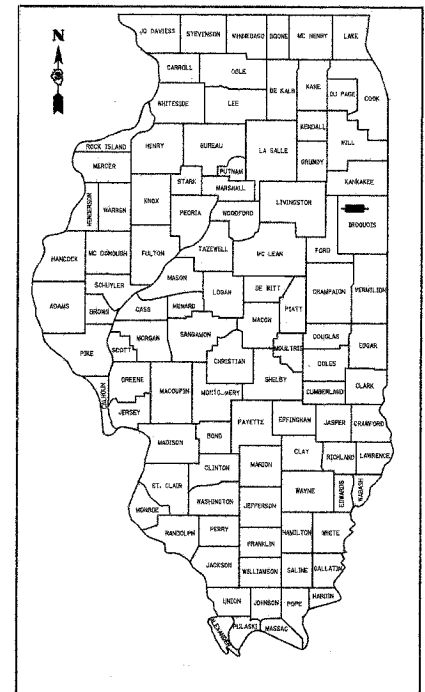 N
JO DAVIESS STEVENSON WINNEBAGO BOONE MC HENRY LAKE
CARROLL OGLE DE KALB KANE DU PAGE COOK
WHITESIDE LEE KENDALL WILL
ROCK ISLAND HENRY BUREAU LA SALLE GRUNDY
MERCER PUTNAM KANKAKEE
STARK MARSHALL LIVINGSTON
HENDERSON WARREN KNOX PEORIA WOODFORD IROQUOIS
HANCOCK MC DONOUGH FULTON TAZEWELL MC LEAN FORD
MASON
SCHUYLER LOGAN DE WITT CHAMPAIGN VERMILION
ADAMS BROWN CASS MENARD MACON PIATT
MORGAN SANGAMON DOUGLAS EDGAR
PIKE SCOTT CHRISTIAN MOULTRIE COLES
GREENE MACOUPIN SHELBY CUMBERLAND CLARK
CALHOUN JERSEY MONTGOMERY
FAYETTE EFFINGHAM JASPER CRAWFORD
MADISON BOND CLAY RICHLAND LAWRENCE
CLINTON MARION
ST. CLAIR WAYNE EDWARDS WABASH
MONROE WASHINGTON JEFFERSON
RANDOLPH PERRY HAMILTON WHITE
FRANKLIN
JACKSON WILLIAMSON SALINE GALLATIN
UNION JOHNSON POPE HARDIN
ALEXANDER PULASKI MASSAC